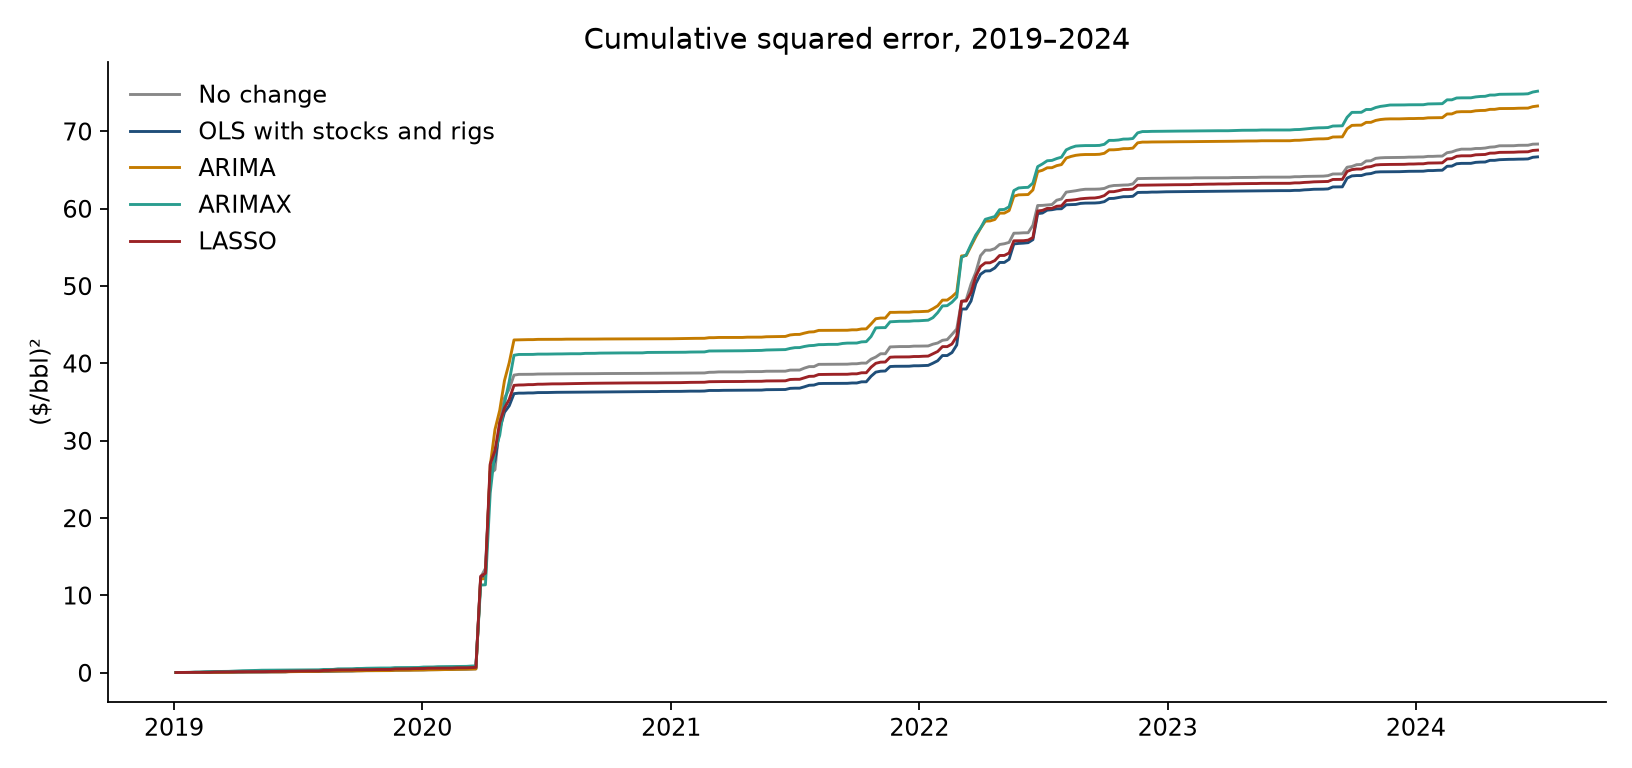 Cumulative squared error, 2019–2024
No change
OLS with stocks and rigs
ARIMA
ARIMAX
LASSO
($/bbl)²
70
60
50
40
30
20
10
0
2019
2020
2021
2022
2023
2024